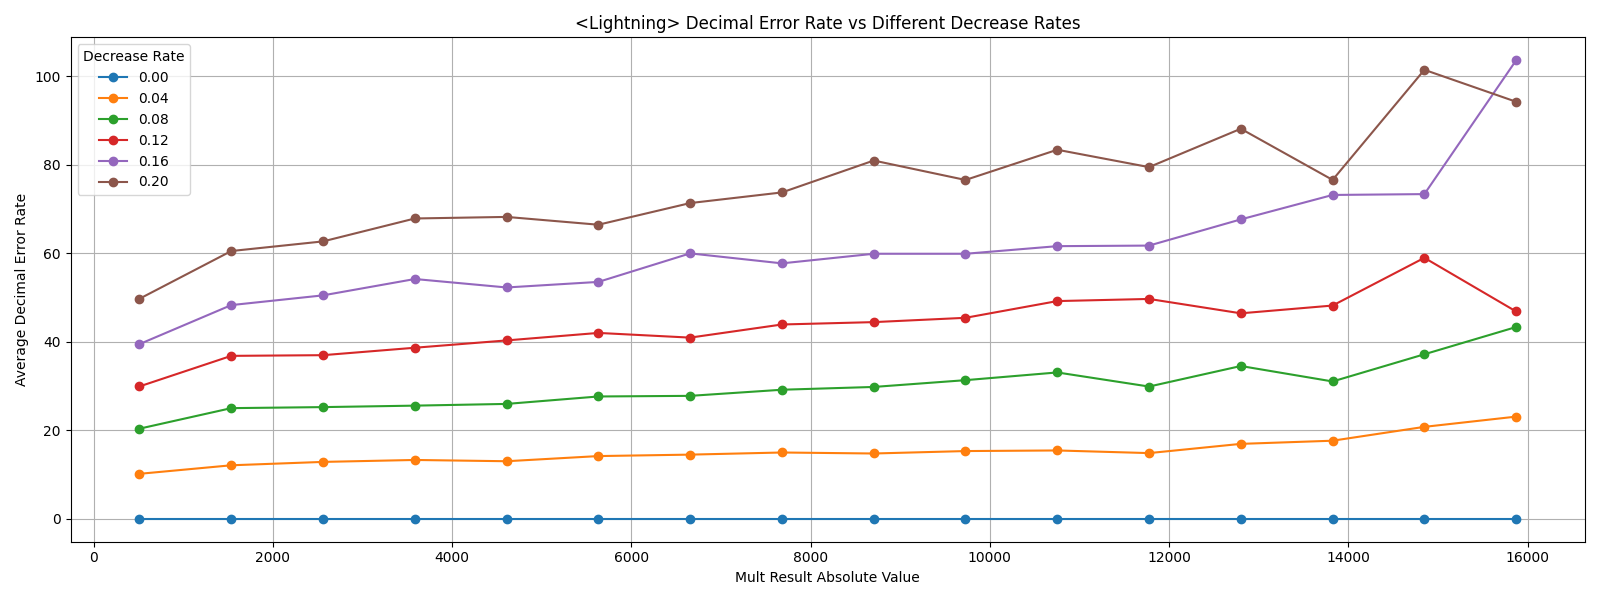 <Lightning> Decimal Error Rate vs Different Decrease Rates
Decrease Rate
0.00
0.04
0.08
0.12
0.16
0.20
Average Decimal Error Rate
100
80
60
40
20
0
0 2000 4000 6000 8000 10000 12000 14000 16000
Mult Result Absolute Value